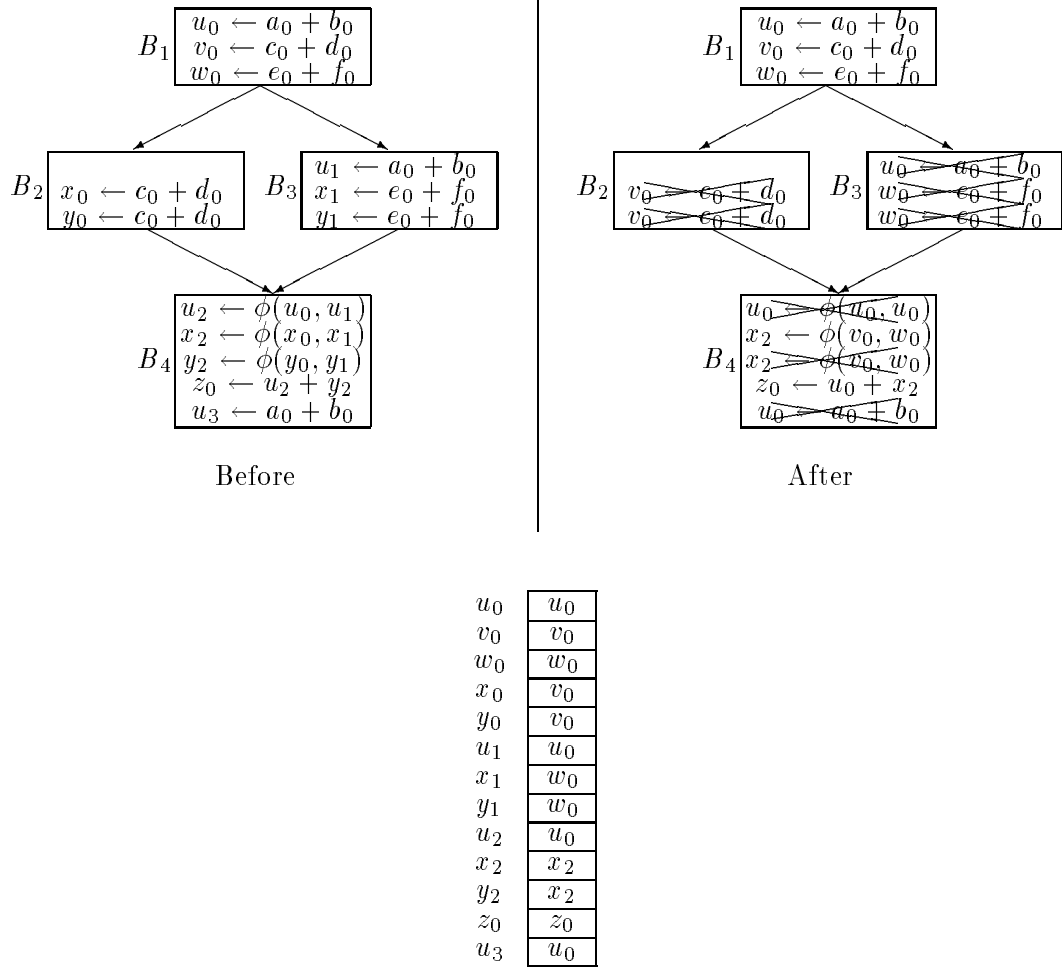 B₁
u₀ ← a₀ + b₀
v₀ ← c₀ + d₀
w₀ ← e₀ + f₀
B₂
x₀ ← c₀ + d₀
y₀ ← c₀ + d₀
B₃
u₁ ← a₀ + b₀
x₁ ← e₀ + f₀
y₁ ← e₀ + f₀
B₄
u₂ ← ϕ(u₀, u₁)
x₂ ← ϕ(x₀, x₁)
y₂ ← ϕ(y₀, y₁)
z₀ ← u₂ + y₂
u₃ ← a₀ + b₀
Before
B₁
u₀ ← a₀ + b₀
v₀ ← c₀ + d₀
w₀ ← e₀ + f₀
B₂
v₀ ← c₀ + d₀
v₀ ← c₀ + d₀
B₃
u₀ ← a₀ + b₀
w₀ ← e₀ + f₀
w₀ ← e₀ + f₀
B₄
u₀ ← ϕ(u₀, u₀)
x₂ ← ϕ(v₀, w₀)
x₂ ← ϕ(v₀, w₀)
z₀ ← u₀ + x₂
u₀ ← a₀ + b₀
After
u₀ u₀
v₀ v₀
w₀ w₀
x₀ v₀
y₀ v₀
u₁ u₀
x₁ w₀
y₁ w₀
u₂ u₀
x₂ x₂
y₂ x₂
z₀ z₀
u₃ u₀